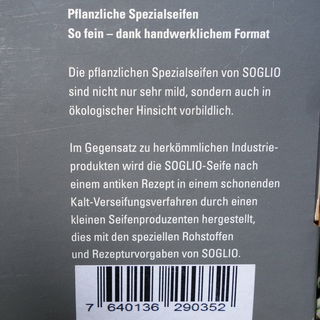 Pflanzliche Spezialseifen
So fein – dank handwerklichem Format
Die pflanzlichen Spezialseifen von SOGLIO
sind nicht nur sehr mild, sondern auch in
ökologischer Hinsicht vorbildlich.
Im Gegensatz zu herkömmlichen Industrie-
produkten wird die SOGLIO-Seife nach
einem antiken Rezept in einem schonenden
Kalt-Verseifungsverfahren durch einen
kleinen Seifenproduzenten hergestellt,
dies mit den speziellen Rohstoffen
und Rezepturvorgaben von SOGLIO.
7 640136 290352